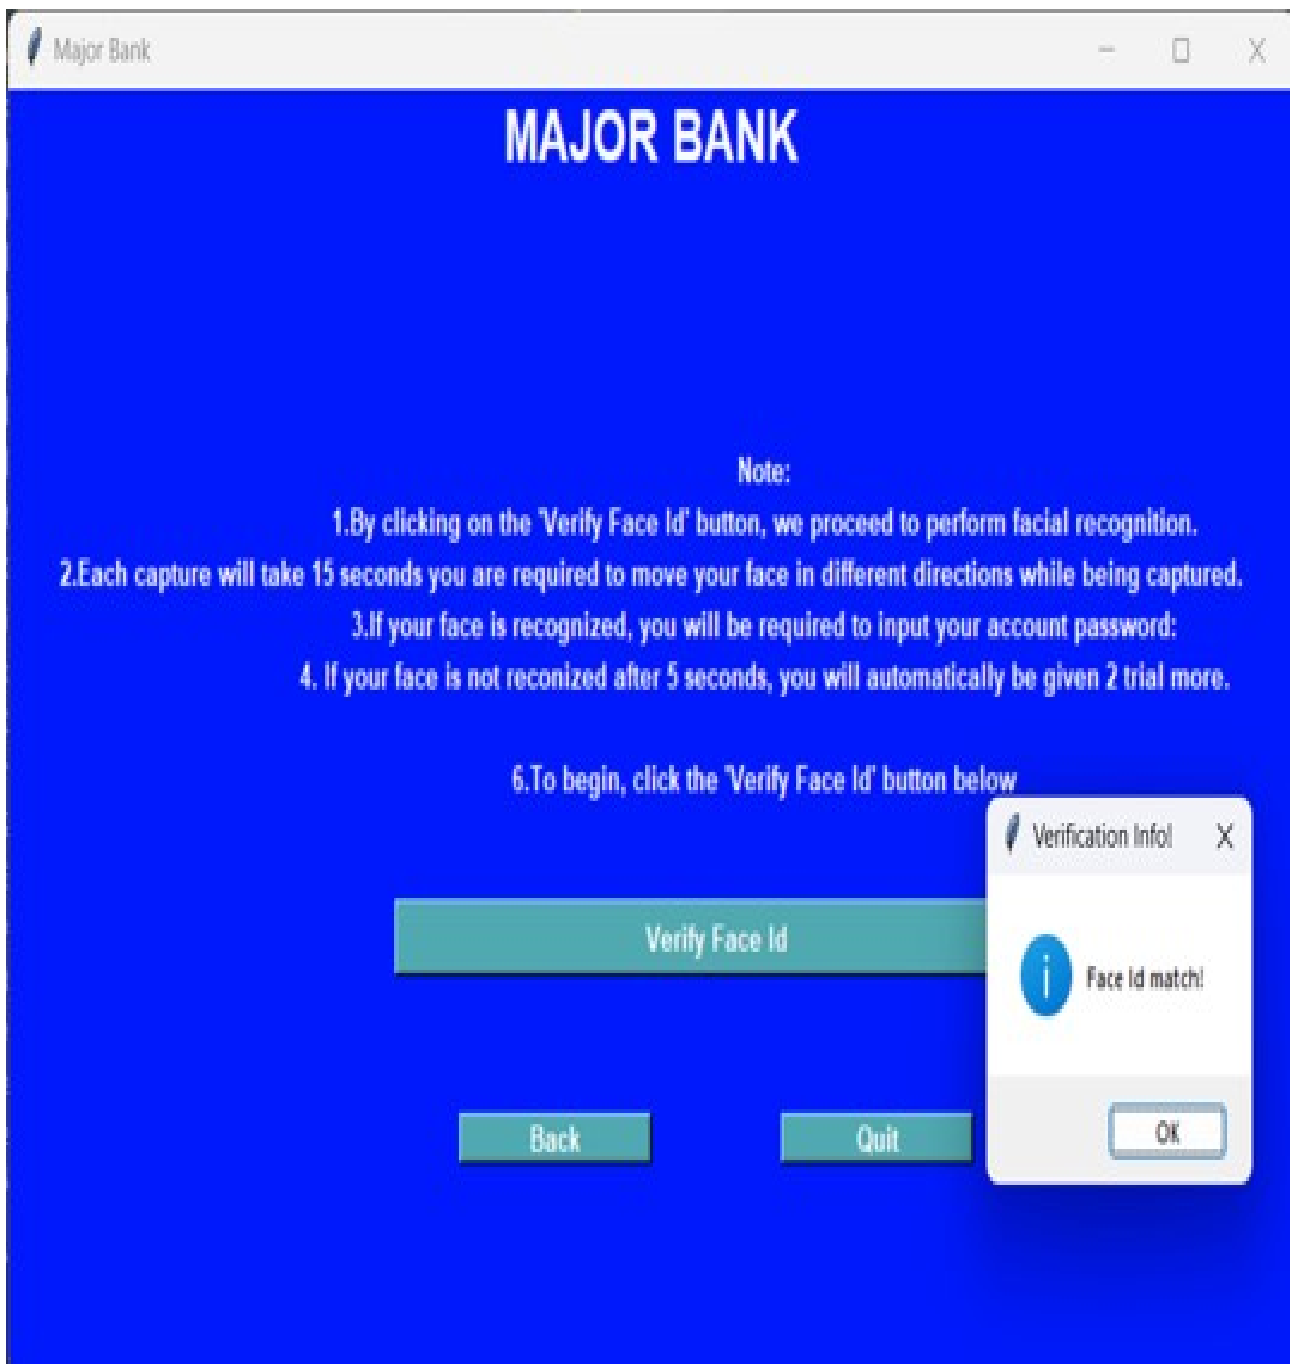 Major Bank
MAJOR BANK
Note:
1.By clicking on the 'Verify Face Id' button, we proceed to perform facial recognition.
2.Each capture will take 15 seconds you are required to move your face in different directions while being captured.
3.If your face is recognized, you will be required to input your account password:
4. If your face is not reconized after 5 seconds, you will automatically be given 2 trial more.
6.To begin, click the 'Verify Face Id' button below
Verify Face Id
Back
Quit
Verification Info!
Face Id match!
OK